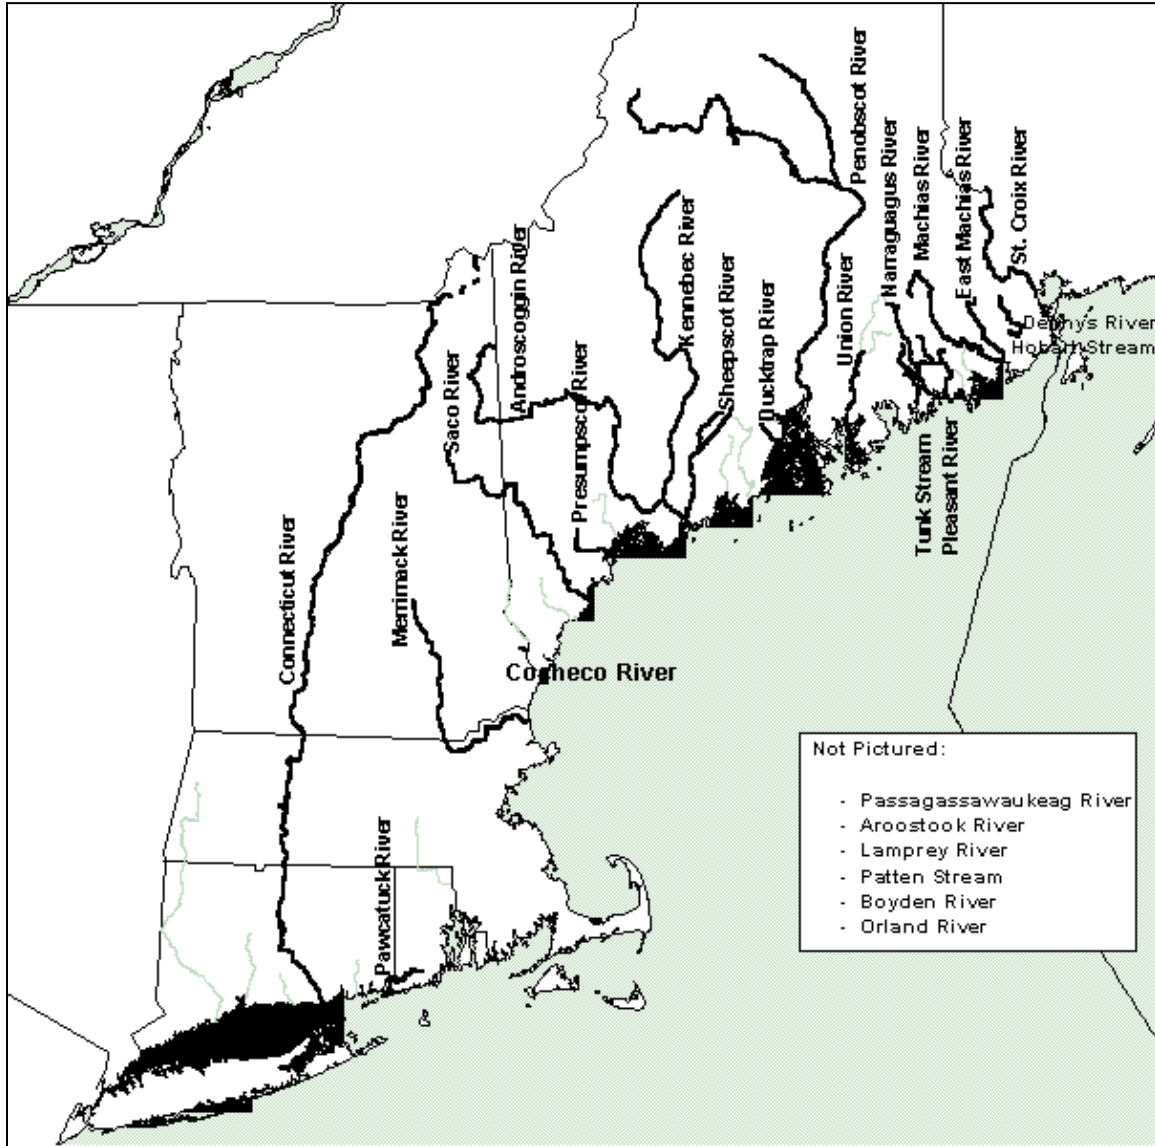 Penobscot River
Narraguagus River
Machias River
East Machias River
St. Croix River
Kennebec River
Androscoggin River
Sheepscot River
Union River
Ducktrap River
Saco River
Presumpscot River
Dennys River
Hobart Stream
Tunk Stream
Pleasant River
Connecticut River
Merrimack River
Cocheco River
Pawcatuck River
Not Pictured:
- Passagassawaukeag River
- Aroostook River
- Lamprey River
- Patten Stream
- Boyden River
- Orland River